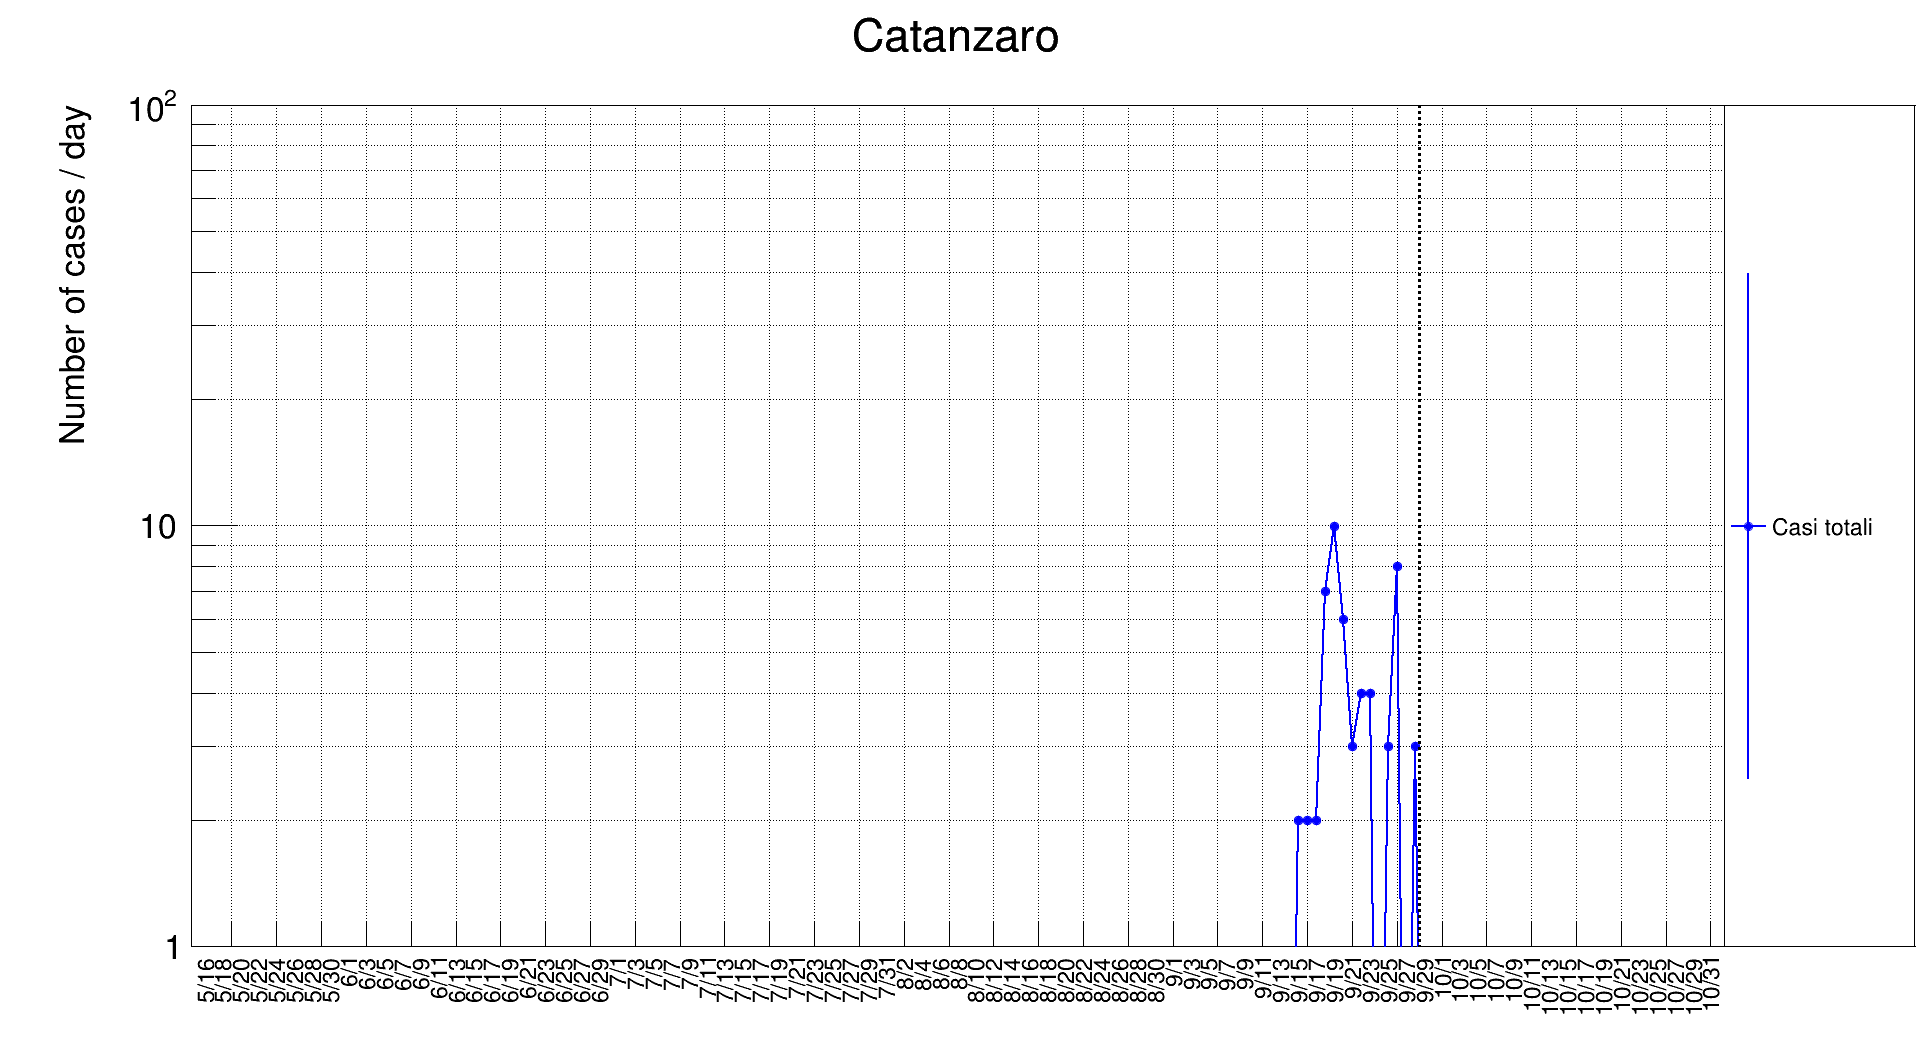 Catanzaro
Number of cases / day
10²
10
1
Casi totali
5/16 5/18 5/20 5/22 5/24 5/26 5/28 5/30 6/1 6/3 6/5 6/7 6/9 6/11 6/13 6/15 6/17 6/19 6/21 6/23 6/25 6/27 6/29 7/1 7/3 7/5 7/7 7/9 7/11 7/13 7/15 7/17 7/19 7/21 7/23 7/25 7/27 7/29 7/31 8/2 8/4 8/6 8/8 8/10 8/12 8/14 8/16 8/18 8/20 8/22 8/24 8/26 8/28 8/30 9/1 9/3 9/5 9/7 9/9 9/11 9/13 9/15 9/17 9/19 9/21 9/23 9/25 9/27 9/29 10/1 10/3 10/5 10/7 10/9 10/11 10/13 10/15 10/17 10/19 10/21 10/23 10/25 10/27 10/29 10/31